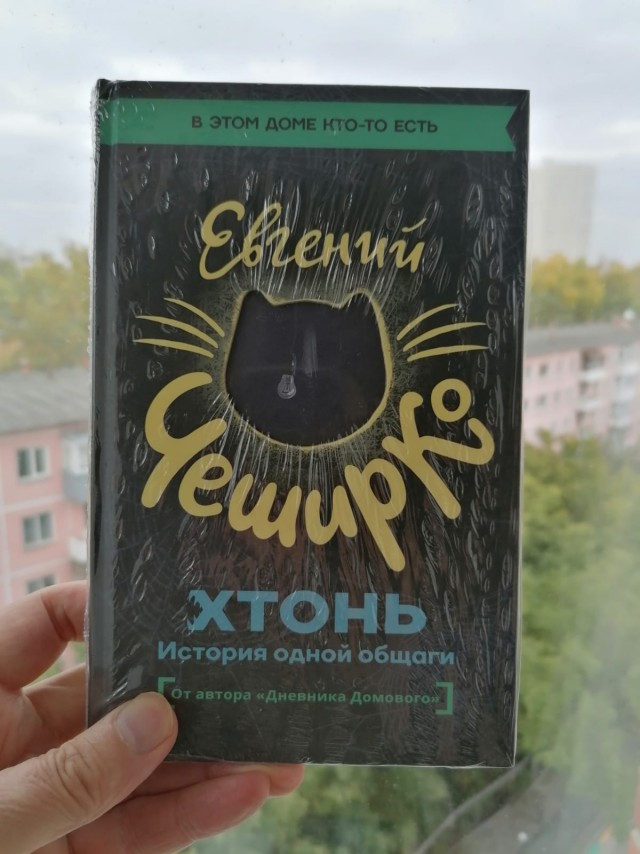 В ЭТОМ ДОМЕ КТО-ТО ЕСТЬ
Евгений
ЧеширКо
ХТОНЬ
История одной общаги
От автора «Дневника Домового»